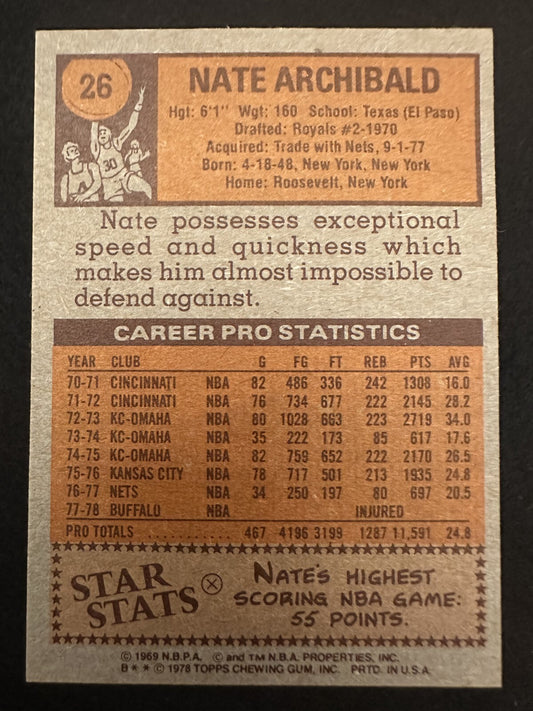 26
NATE ARCHIBALD
Hgt: 6'1" Wgt: 160 School: Texas (El Paso)
Drafted: Royals #2-1970
Acquired: Trade with Nets, 9-1-77
Born: 4-18-48, New York, New York
Home: Roosevelt, New York
30
Nate possesses exceptional
speed and quickness which
makes him almost impossible to
defend against.
CAREER PRO STATISTICS
YEAR CLUB G FG FT REB PTS AVG
70-71 CINCINNATI NBA 82 486 336 242 1308 16.0
71-72 CINCINNATI NBA 76 734 677 222 2145 28.2
72-73 KC-OMAHA NBA 80 1028 663 223 2719 34.0
73-74 KC-OMAHA NBA 35 222 173 85 617 17.6
74-75 KC-OMAHA NBA 82 759 652 222 2170 26.5
75-76 KANSAS CITY NBA 78 717 501 213 1935 24.8
76-77 NETS NBA 34 250 197 80 697 20.5
77-78 BUFFALO NBA INJURED
PRO TOTALS . . . . . . . . . . . 467 4196 3199 1287 11,591 24.8
STAR
STATS
NATE'S HIGHEST
SCORING NBA GAME:
55 POINTS.
© 1969 N.B.P.A. © and TM N.B.A. PROPERTIES, INC.
B * * © 1978 TOPPS CHEWING GUM, INC. PRTD. IN U.S.A.